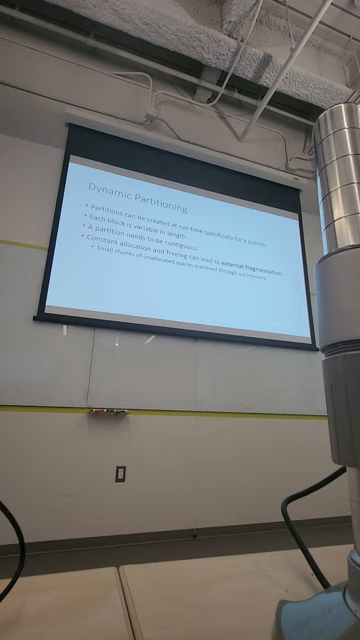 Dynamic Partitioning
• Partitions can be created at run time specifically for a process
• Each block is variable in length
• A partition needs to be contiguous
• Constant allocation and freeing can lead to external fragmentation.
• Small chunks of unallocated spaces scattered through out memory